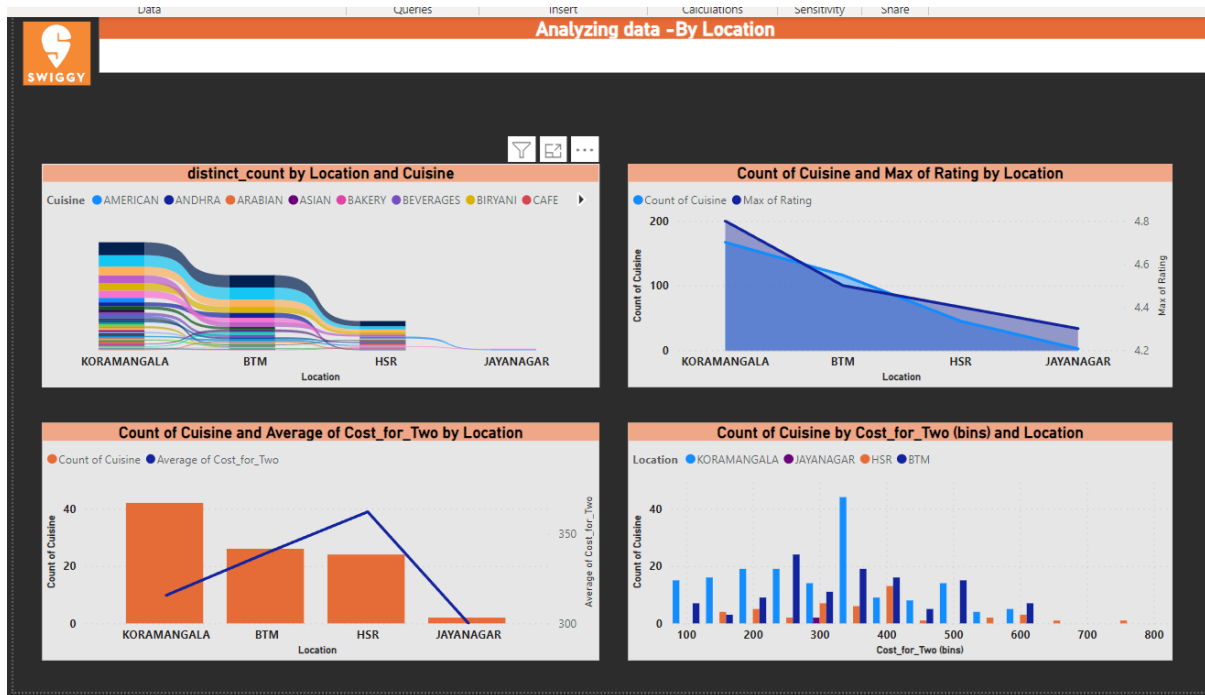 Data Queries Insert Calculations Sensitivity Share
Analyzing data -By Location
SWIGGY
distinct_count by Location and Cuisine
Cuisine AMERICAN ANDHRA ARABIAN ASIAN BAKERY BEVERAGES BIRYANI CAFE
KORAMANGALA BTM HSR JAYANAGAR
Location
Count of Cuisine and Max of Rating by Location
Count of Cuisine Max of Rating
200 4.8
4.6
100
4.4
0 4.2
Count of Cuisine
Max of Rating
KORAMANGALA BTM HSR JAYANAGAR
Location
Count of Cuisine and Average of Cost_for_Two by Location
Count of Cuisine Average of Cost_for_Two
40
350
20
0 300
Count of Cuisine
Average of Cost_for_Two
KORAMANGALA BTM HSR JAYANAGAR
Location
Count of Cuisine by Cost_for_Two (bins) and Location
Location KORAMANGALA JAYANAGAR HSR BTM
40
20
0
Count of Cuisine
100 200 300 400 500 600 700 800
Cost_for_Two (bins)